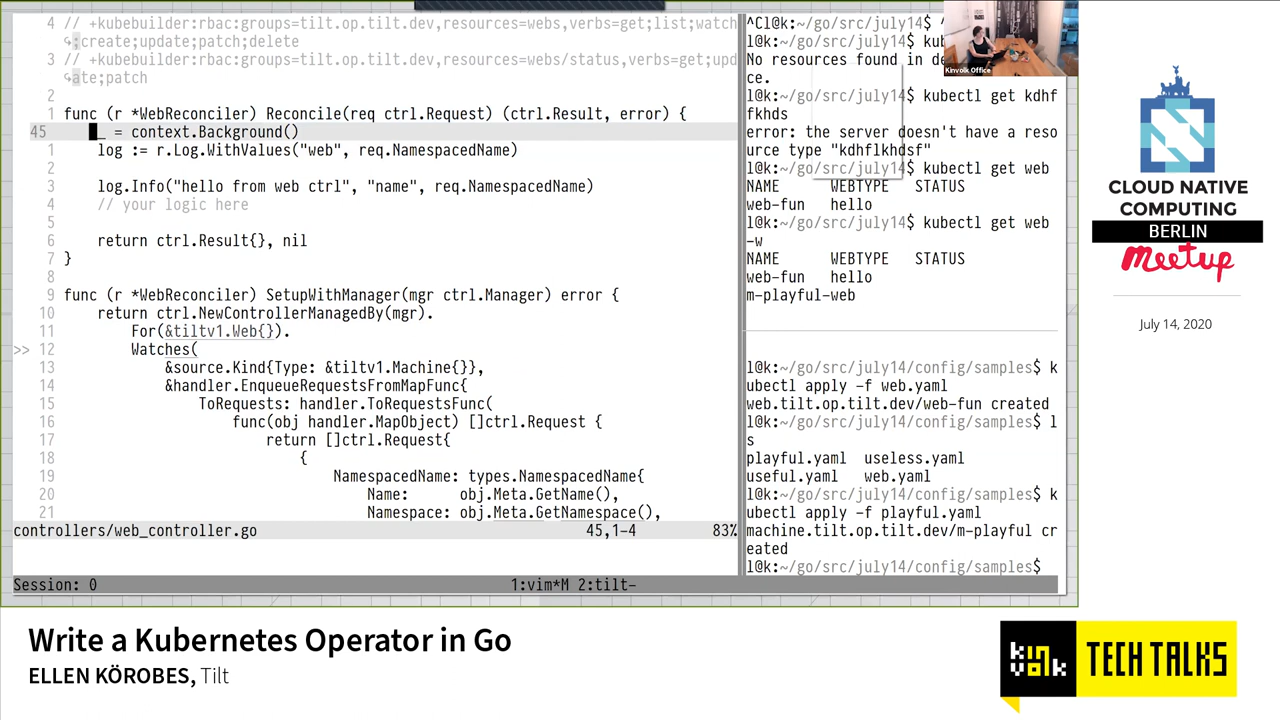 4 // +kubebuilder:rbac:groups=tilt.op.tilt.dev,resources=webs,verbs=get;list;watch
↪;create;update;patch;delete
3 // +kubebuilder:rbac:groups=tilt.op.tilt.dev,resources=webs/status,verbs=get;upd
↪ate;patch
2
1 func (r *WebReconciler) Reconcile(req ctrl.Request) (ctrl.Result, error) {
45 _ = context.Background()
1 log := r.Log.WithValues("web", req.NamespacedName)
2
3 log.Info("hello from web ctrl", "name", req.NamespacedName)
4 // your logic here
5
6 return ctrl.Result{}, nil
7 }
8
9 func (r *WebReconciler) SetupWithManager(mgr ctrl.Manager) error {
10 return ctrl.NewControllerManagedBy(mgr).
11 For(&tiltv1.Web{}).
>> 12 Watches(
13 &source.Kind{Type: &tiltv1.Machine{}},
14 &handler.EnqueueRequestsFromMapFunc{
15 ToRequests: handler.ToRequestsFunc(
16 func(obj handler.MapObject) []ctrl.Request {
17 return []ctrl.Request{
18 {
19 NamespacedName: types.NamespacedName{
20 Name: obj.Meta.GetName(),
21 Namespace: obj.Meta.GetNamespace(),
controllers/web_controller.go 45,1-4 83%
Session: 0 1:vim*M 2:tilt-
^Cl@k:~/go/src/july14$ ^
l@k:~/go/src/july14$ kub
No resources found in de
ce.
l@k:~/go/src/july14$ kubectl get kdhf
fkhds
error: the server doesn't have a reso
urce type "kdhflkhdsf"
l@k:~/go/src/july14$ kubectl get web
NAME WEBTYPE STATUS
web-fun hello
l@k:~/go/src/july14$ kubectl get web
-w
NAME WEBTYPE STATUS
web-fun hello
m-playful-web
l@k:~/go/src/july14/config/samples$ k
ubectl apply -f web.yaml
web.tilt.op.tilt.dev/web-fun created
l@k:~/go/src/july14/config/samples$ l
s
playful.yaml useless.yaml
useful.yaml web.yaml
l@k:~/go/src/july14/config/samples$ k
ubectl apply -f playful.yaml
machine.tilt.op.tilt.dev/m-playful cr
eated
l@k:~/go/src/july14/config/samples$
Kinvolk Office
CLOUD NATIVE
COMPUTING
BERLIN
meetup
July 14, 2020
Write a Kubernetes Operator in Go
ELLEN KÖROBES, Tilt
kinvolk TECH TALKS